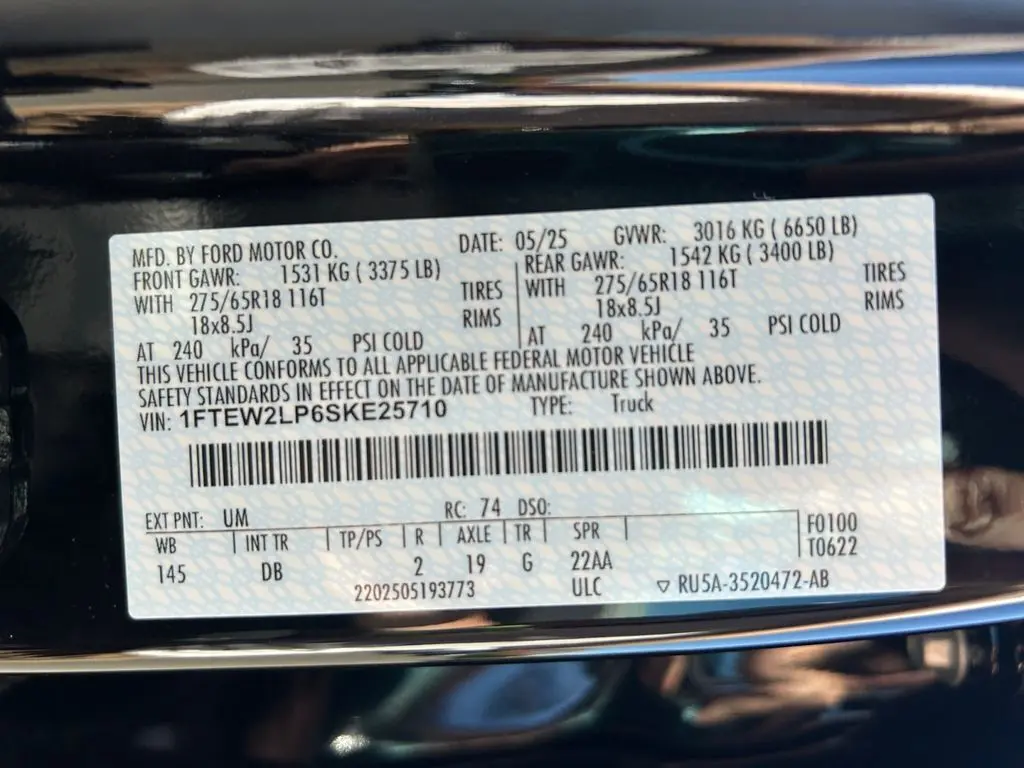 MFD. BY FORD MOTOR CO. DATE: 05/25 GVWR: 3016 KG ( 6650 LB)
FRONT GAWR: 1531 KG ( 3375 LB) REAR GAWR: 1542 KG ( 3400 LB)
WITH 275/65R18 116T TIRES WITH 275/65R18 116T TIRES
18x8.5J RIMS 18x8.5J RIMS
AT 240 kPa/ 35 PSI COLD AT 240 kPa/ 35 PSI COLD
THIS VEHICLE CONFORMS TO ALL APPLICABLE FEDERAL MOTOR VEHICLE
SAFETY STANDARDS IN EFFECT ON THE DATE OF MANUFACTURE SHOWN ABOVE.
VIN: 1FTEW2LP6SKE25710 TYPE: Truck
EXT PNT: UM RC: 74 DSO:
WB INT TR TP/PS R AXLE TR SPR F0100
145 DB 2 19 G 22AA T0622
2202505193773 ULC ▽ RU5A-3520472-AB